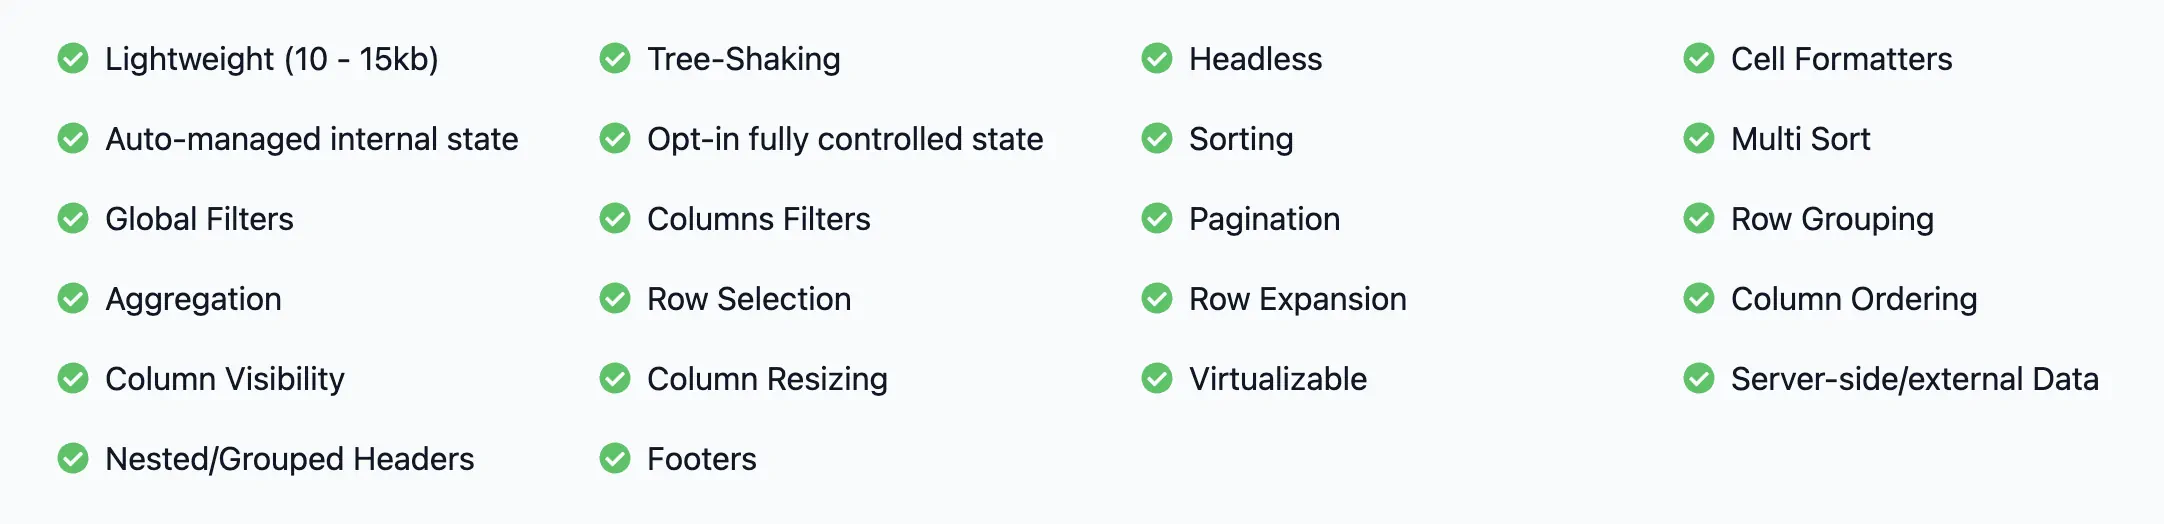 Lightweight (10 - 15kb)
Tree-Shaking
Headless
Cell Formatters
Auto-managed internal state
Opt-in fully controlled state
Sorting
Multi Sort
Global Filters
Columns Filters
Pagination
Row Grouping
Aggregation
Row Selection
Row Expansion
Column Ordering
Column Visibility
Column Resizing
Virtualizable
Server-side/external Data
Nested/Grouped Headers
Footers